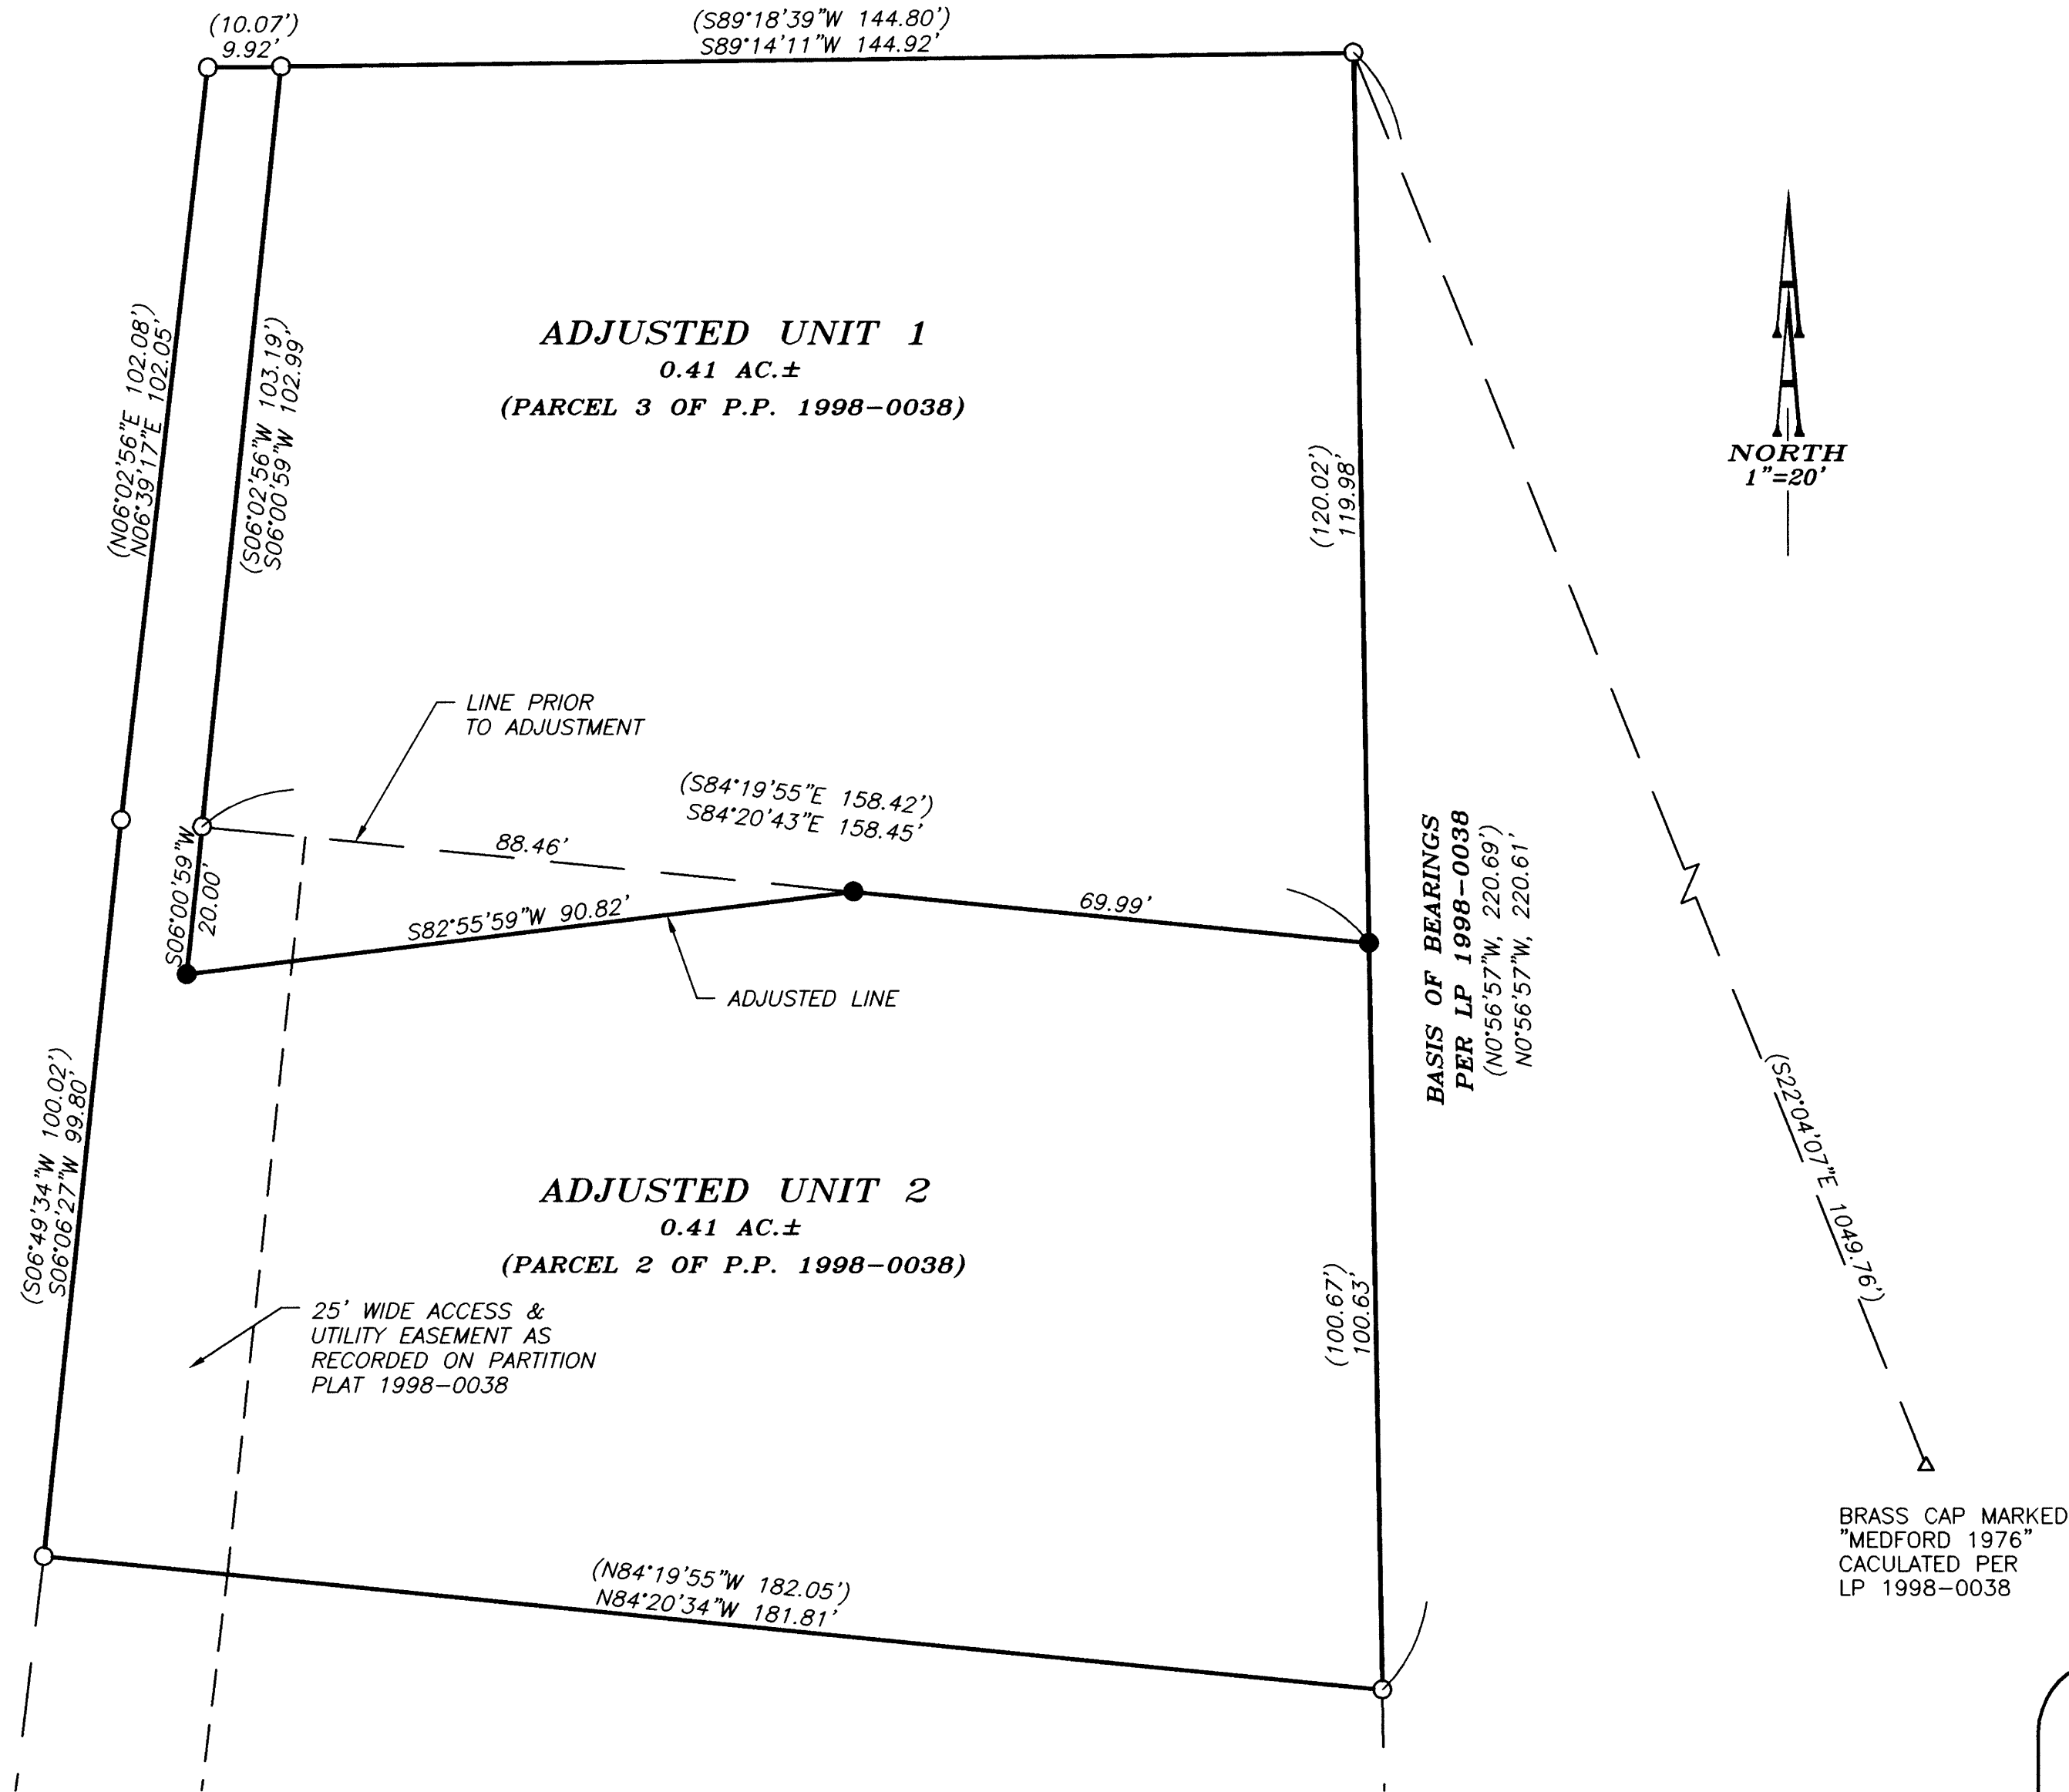 (10.07')
9.92'
(S89°18'39"W 144.80')
S89°14'11"W 144.92'
(N06°02'56"E 102.08')
N06°39'17"E 102.05'
(S06°02'56"W 103.19')
S06°00'59"W 102.99'
ADJUSTED UNIT 1
0.41 AC.±
(PARCEL 3 OF P.P. 1998-0038)
(120.02')
119.98'
NORTH
1"=20'
LINE PRIOR
TO ADJUSTMENT
(S84°19'55"E 158.42')
S84°20'43"E 158.45'
88.46'
S06°00'59"W
20.00'
S82°55'59"W 90.82'
69.99'
ADJUSTED LINE
BASIS OF BEARINGS
PER LP 1998-0038
(N0°56'57"W, 220.69')
N0°56'57"W, 220.61'
(S06°49'34"W 100.02')
S06°06'27"W 99.80'
ADJUSTED UNIT 2
0.41 AC.±
(PARCEL 2 OF P.P. 1998-0038)
(S22°04'07"E 1049.76')
(100.67')
100.63'
25' WIDE ACCESS &
UTILITY EASEMENT AS
RECORDED ON PARTITION
PLAT 1998-0038
BRASS CAP MARKED
"MEDFORD 1976"
CACULATED PER
LP 1998-0038
(N84°19'55"W 182.05')
N84°20'34"W 181.81'